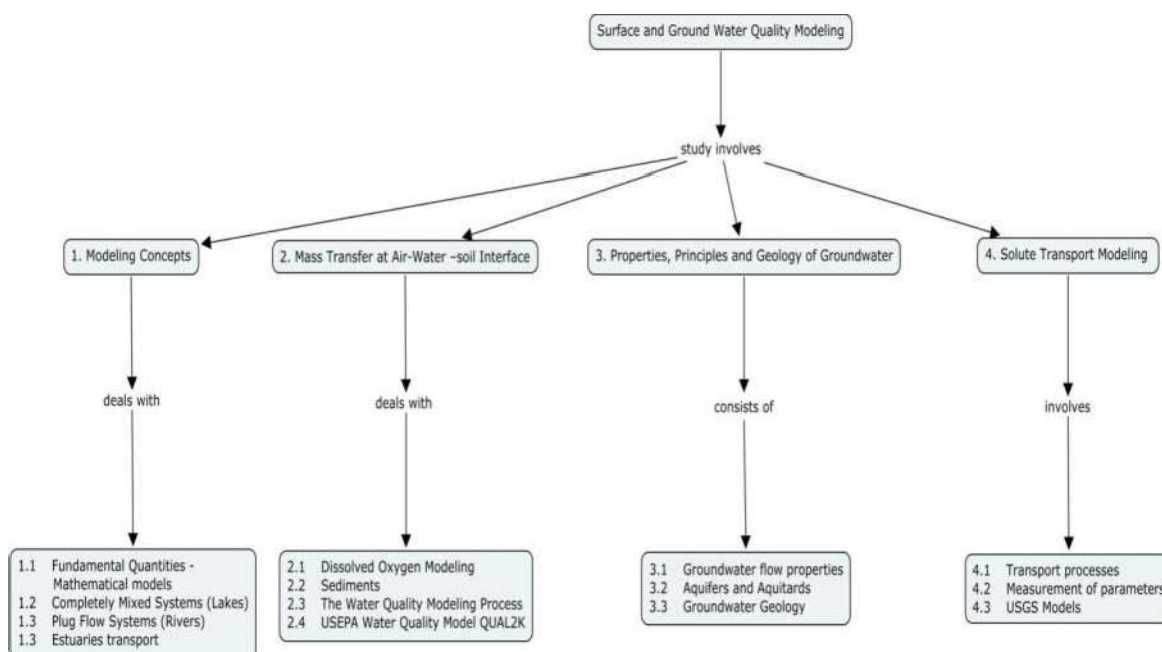 Surface and Ground Water Quality Modeling
study involves
1. Modeling Concepts
2. Mass Transfer at Air-Water –soil Interface
3. Properties, Principles and Geology of Groundwater
4. Solute Transport Modeling
deals with
deals with
consists of
involves
1.1 Fundamental Quantities -
Mathematical models
1.2 Completely Mixed Systems (Lakes)
1.3 Plug Flow Systems (Rivers)
1.3 Estuaries transport
2.1 Dissolved Oxygen Modeling
2.2 Sediments
2.3 The Water Quality Modeling Process
2.4 USEPA Water Quality Model QUAL2K
3.1 Groundwater flow properties
3.2 Aquifers and Aquitards
3.3 Groundwater Geology
4.1 Transport processes
4.2 Measurement of parameters
4.3 USGS Models